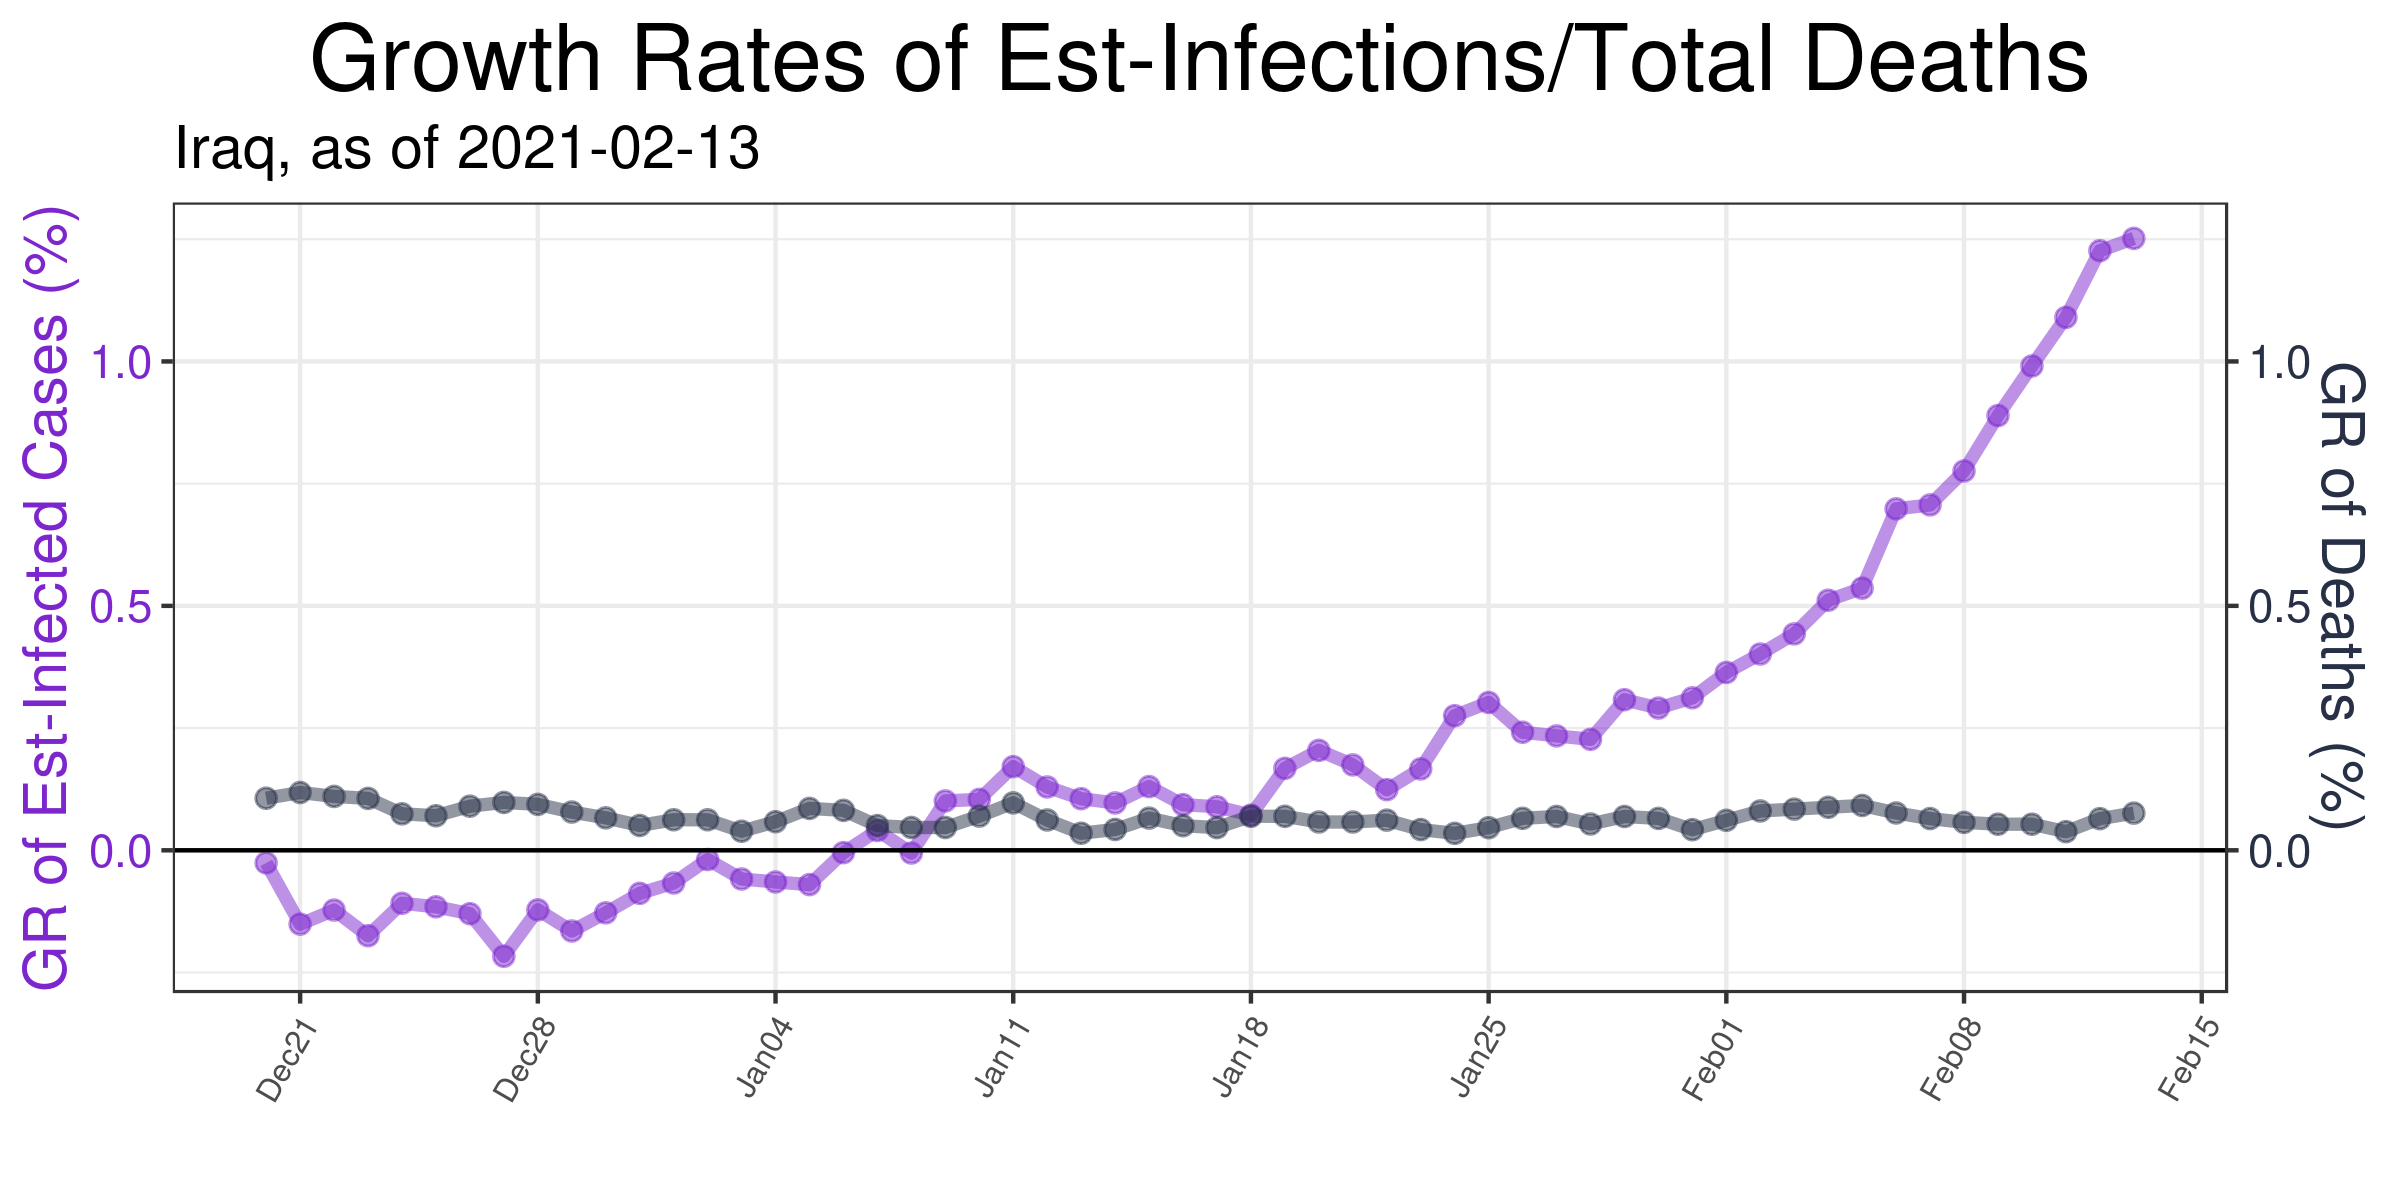 Growth Rates of Est-Infections/Total Deaths
Iraq, as of 2021-02-13
GR of Est-Infected Cases (%)
1.0
0.5
0.0
1.0
0.5
0.0
GR of Deaths (%)
Dec21
Dec28
Jan04
Jan11
Jan18
Jan25
Feb01
Feb08
Feb15